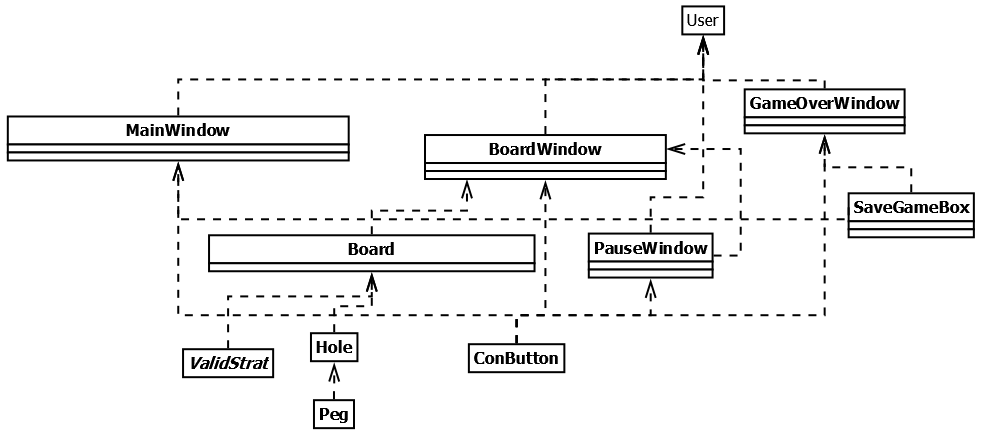 User
GameOverWindow
MainWindow
BoardWindow
SaveGameBox
Board
PauseWindow
Hole
ConButton
ValidStrat
Peg